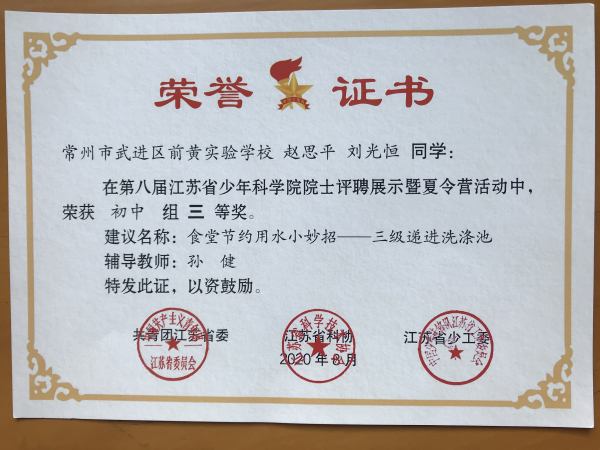 荣誉证书
常州市武进区前黄实验学校 赵思平 刘光恒 同学:
在第八届江苏省少年科学院院士评聘展示暨夏令营活动中,
荣获 初中 组 三 等奖。
建议名称:食堂节约用水小妙招——三级递进洗涤池
辅导教师:孙 健
特发此证,以资鼓励。
共青团江苏省委 江苏省科协 江苏省少工委
2020年8月
江苏省委员会